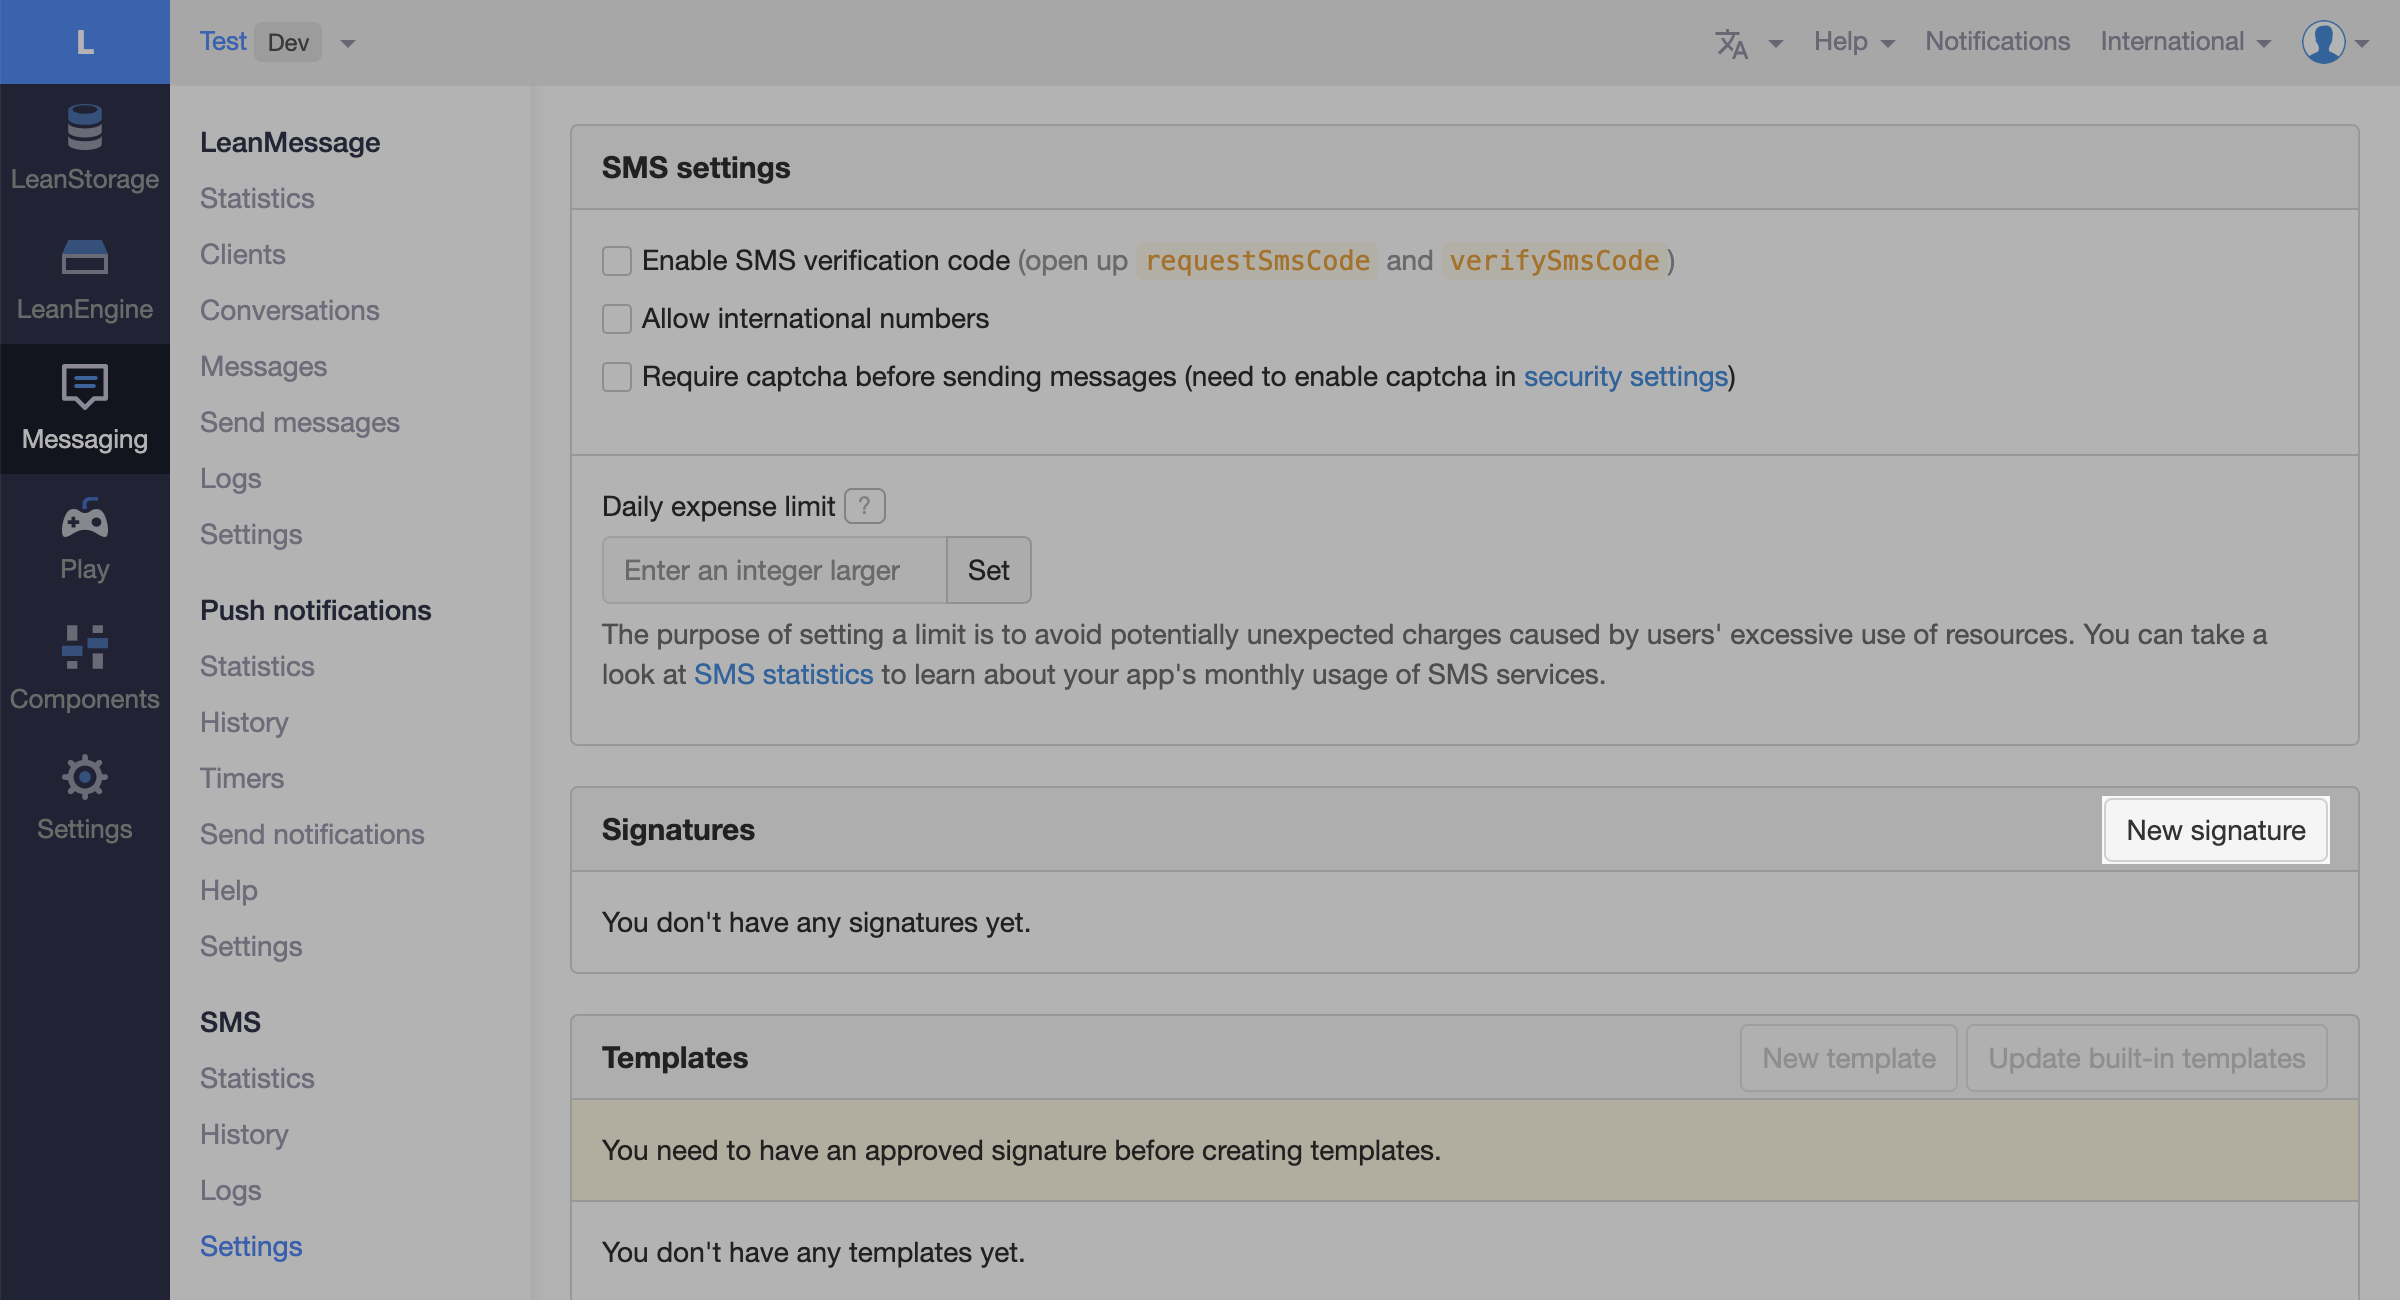 L
Test Dev
Help
Notifications
International
LeanStorage
LeanEngine
Messaging
Play
Components
Settings
LeanMessage
Statistics
Clients
Conversations
Messages
Send messages
Logs
Settings
Push notifications
Statistics
History
Timers
Send notifications
Help
Settings
SMS
Statistics
History
Logs
Settings
SMS settings
Enable SMS verification code (open up requestSmsCode and verifySmsCode)
Allow international numbers
Require captcha before sending messages (need to enable captcha in security settings)
Daily expense limit ?
Enter an integer larger Set
The purpose of setting a limit is to avoid potentially unexpected charges caused by users' excessive use of resources. You can take a
look at SMS statistics to learn about your app's monthly usage of SMS services.
Signatures
New signature
You don't have any signatures yet.
Templates
New template
Update built-in templates
You need to have an approved signature before creating templates.
You don't have any templates yet.